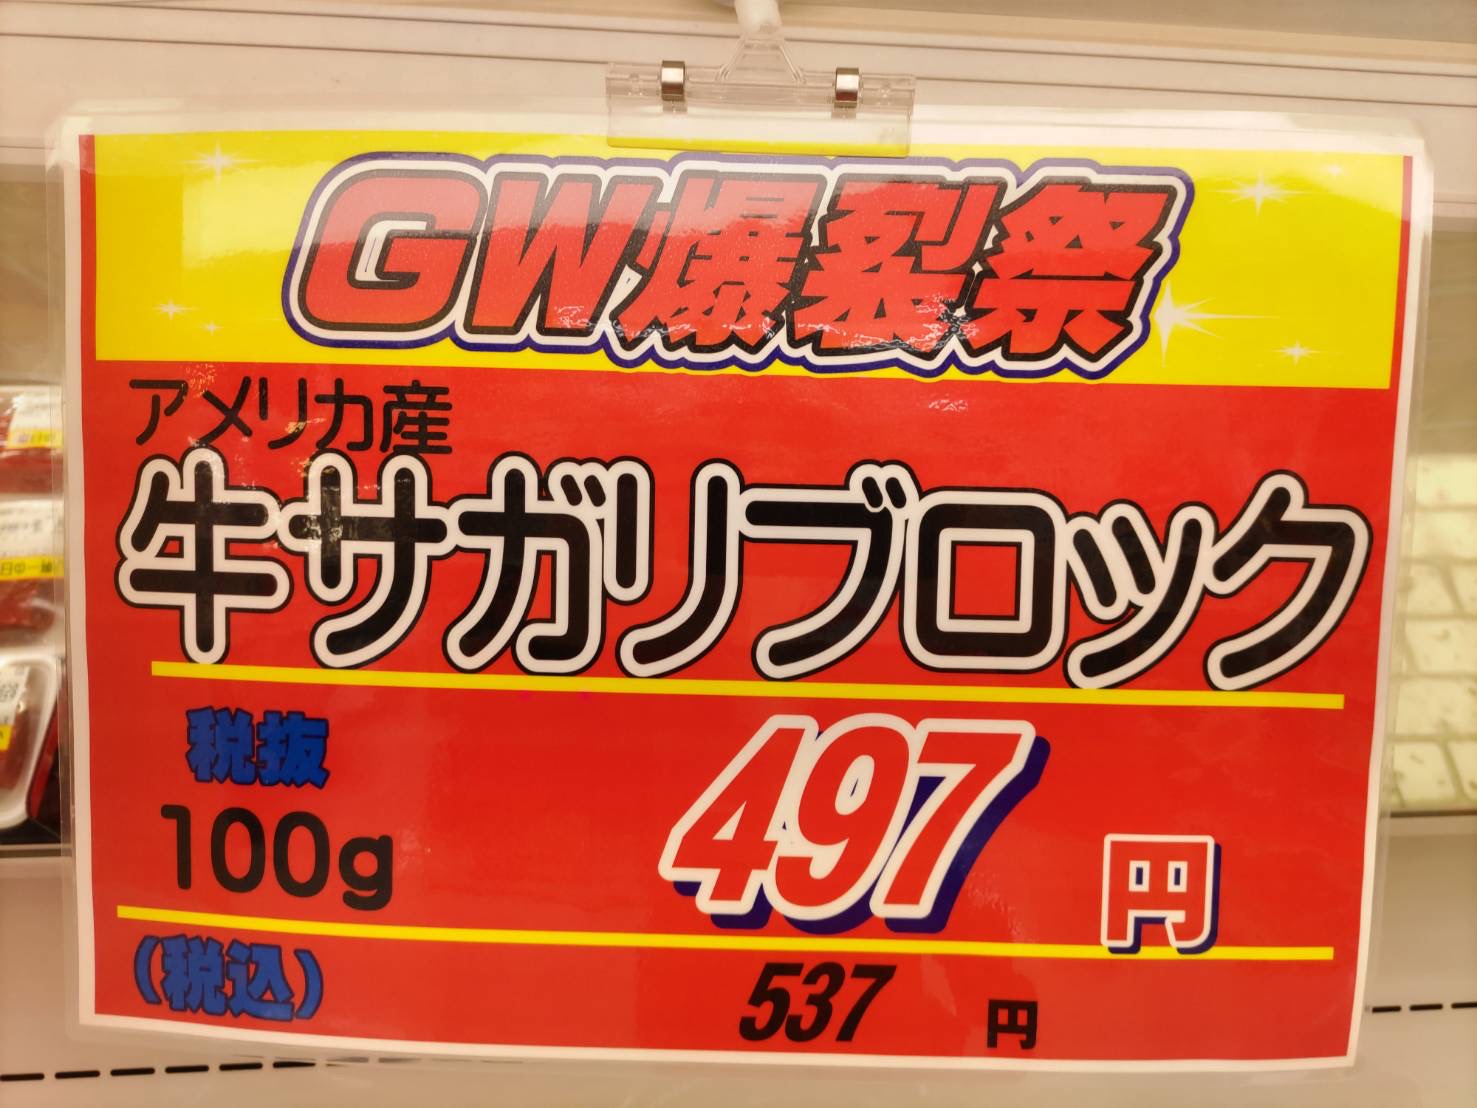 GW爆裂祭
アメリカ産
牛サガリブロック
税抜
100g 497 円
(税込) 537 円